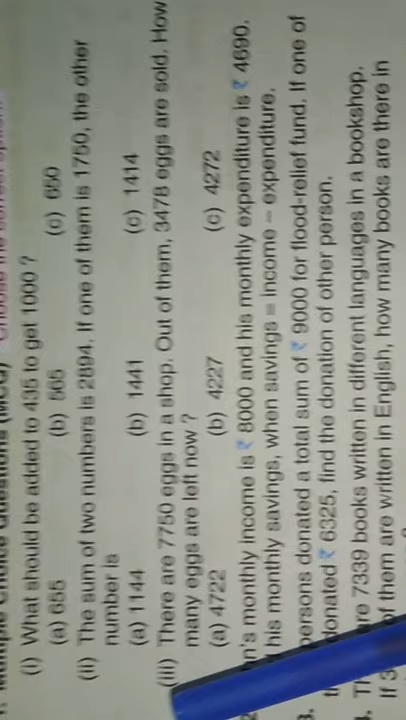 (i) What should be added to 435 to get 1000 ?
(a) 655 (b) 565 (c) 650
(ii) The sum of two numbers is 2894. If one of them is 1750, the other
number is
(a) 1144 (b) 1441 (c) 1414
(iii) There are 7750 eggs in a shop. Out of them, 3478 eggs are sold. How
many eggs are left now ?
(a) 4722 (b) 4227 (c) 4272
monthly income is ₹ 8000 and his monthly expenditure is ₹ 4690.
his monthly savings, when savings = income – expenditure.
persons donated a total sum of ₹ 9000 for flood-relief fund. If one of
donated ₹ 6325, find the donation of other person.
7339 books written in different languages in a bookshop.
of them are written in English, how many books are there in